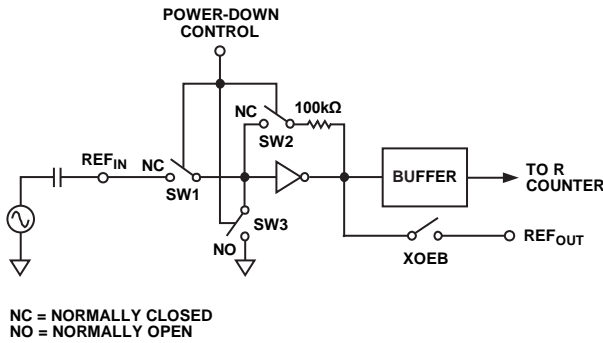 POWER-DOWN
CONTROL
NC
100kΩ
SW2
REFIN
NC
SW1
BUFFER
TO R
COUNTER
SW3
NO
XOEB
REFOUT
NC = NORMALLY CLOSED
NO = NORMALLY OPEN